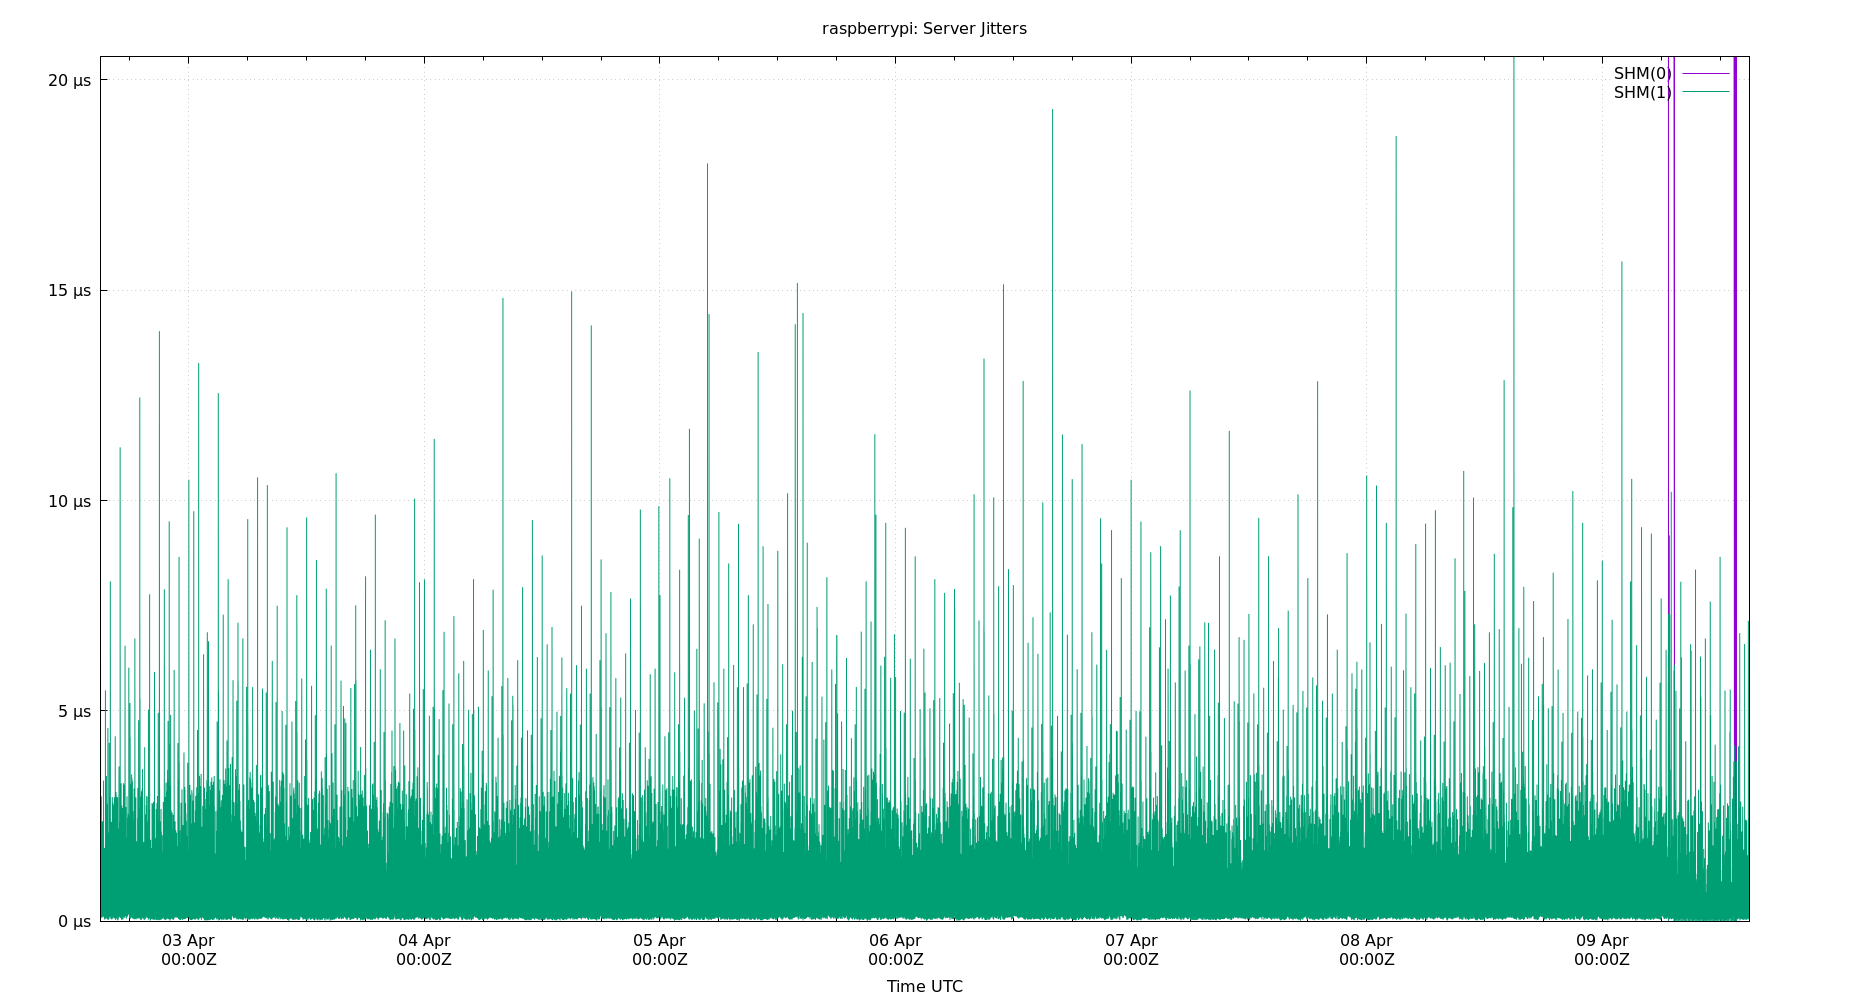 raspberrypi: Server Jitters
20 µs
15 µs
10 µs
5 µs
0 µs
SHM(0)
SHM(1)
03 Apr
00:00Z
04 Apr
00:00Z
05 Apr
00:00Z
06 Apr
00:00Z
07 Apr
00:00Z
08 Apr
00:00Z
09 Apr
00:00Z
Time UTC